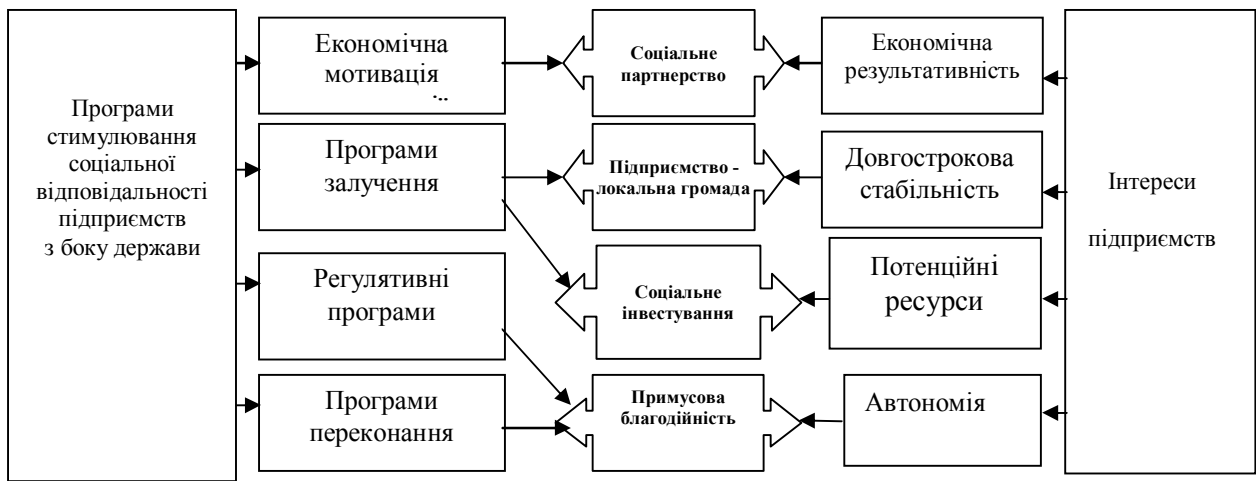 Програми
стимулювання
соціальної
відповідальності
підприємств
з боку держави
Економічна
мотивація
Програми
залучення
Регулятивні
програми
Програми
переконання
Соціальне
партнерство
Підприємство -
локальна громада
Соціальне
інвестування
Примусова
благодійність
Економічна
результативність
Довгострокова
стабільність
Потенційні
ресурси
Автономія
Інтереси
підприємств